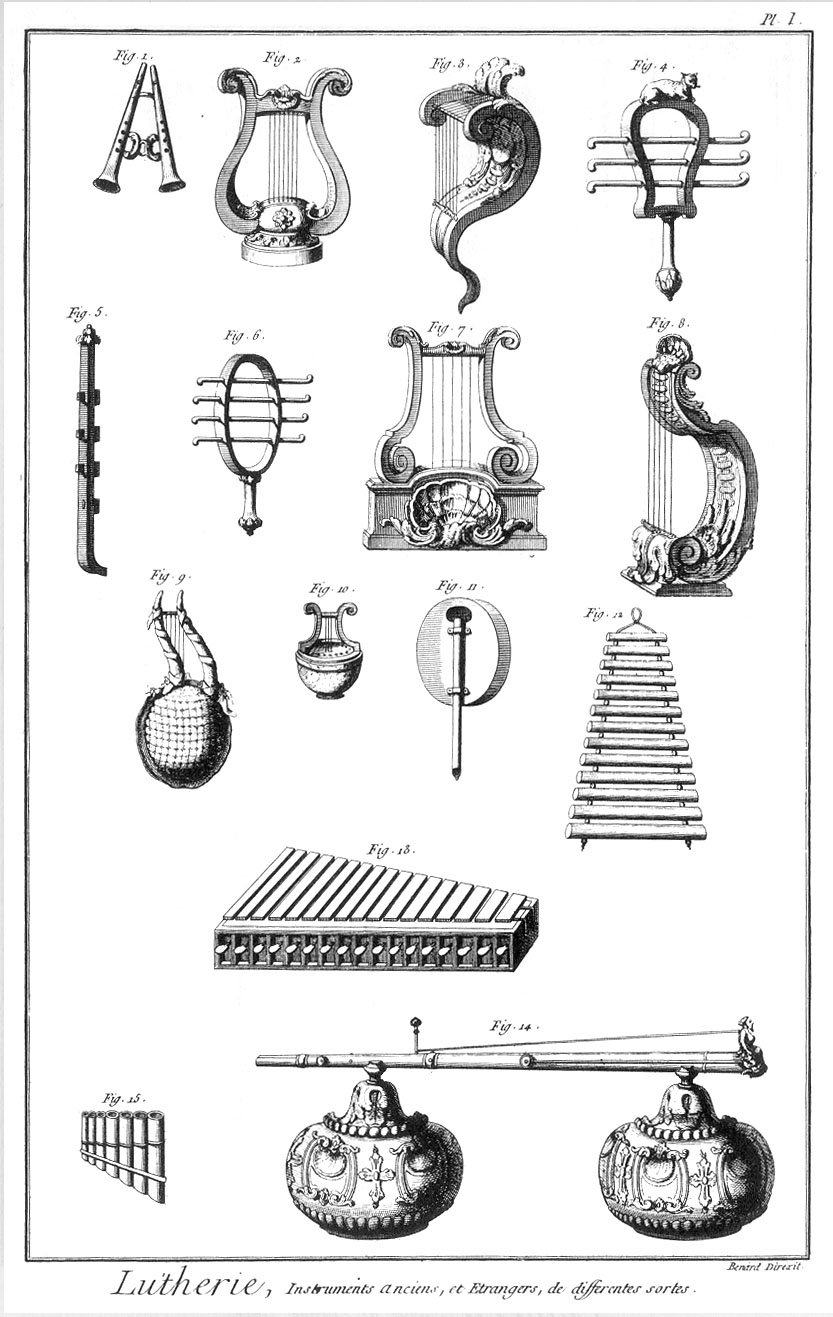 Pl. 1.
Fig. 1.
Fig. 2.
Fig. 3.
Fig. 4.
Fig. 5.
Fig. 6.
Fig. 7.
Fig. 8.
Fig. 9.
Fig. 10.
Fig. 11.
Fig. 12.
Fig. 13.
Fig. 14.
Fig. 15.
Benard Direxit.
Lutherie, Instruments anciens, et Etrangers, de differentes sortes.